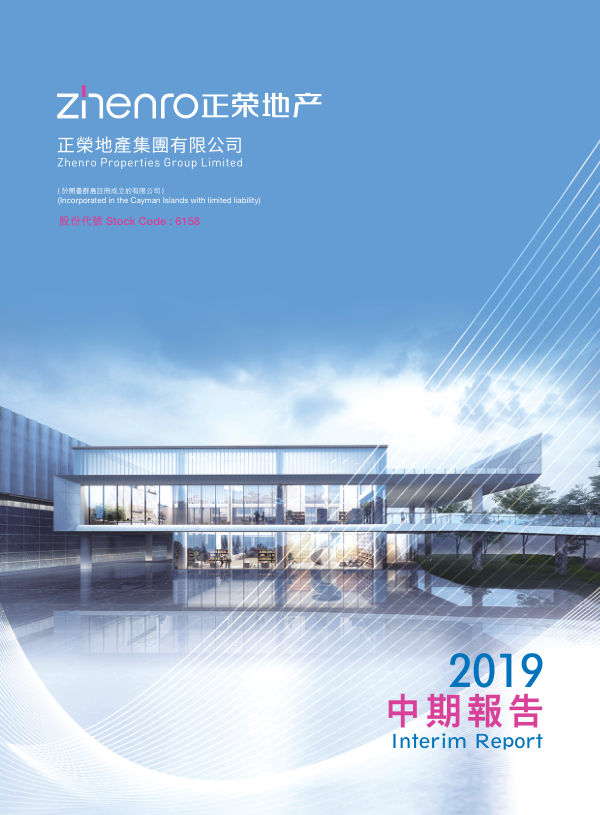 zhenro正荣地产
正榮地產集團有限公司
Zhenro Properties Group Limited
(於開曼群島註冊成立的有限公司)
(Incorporated in the Cayman Islands with limited liability)
股份代號 Stock Code : 6158
2019
中期報告
Interim Report